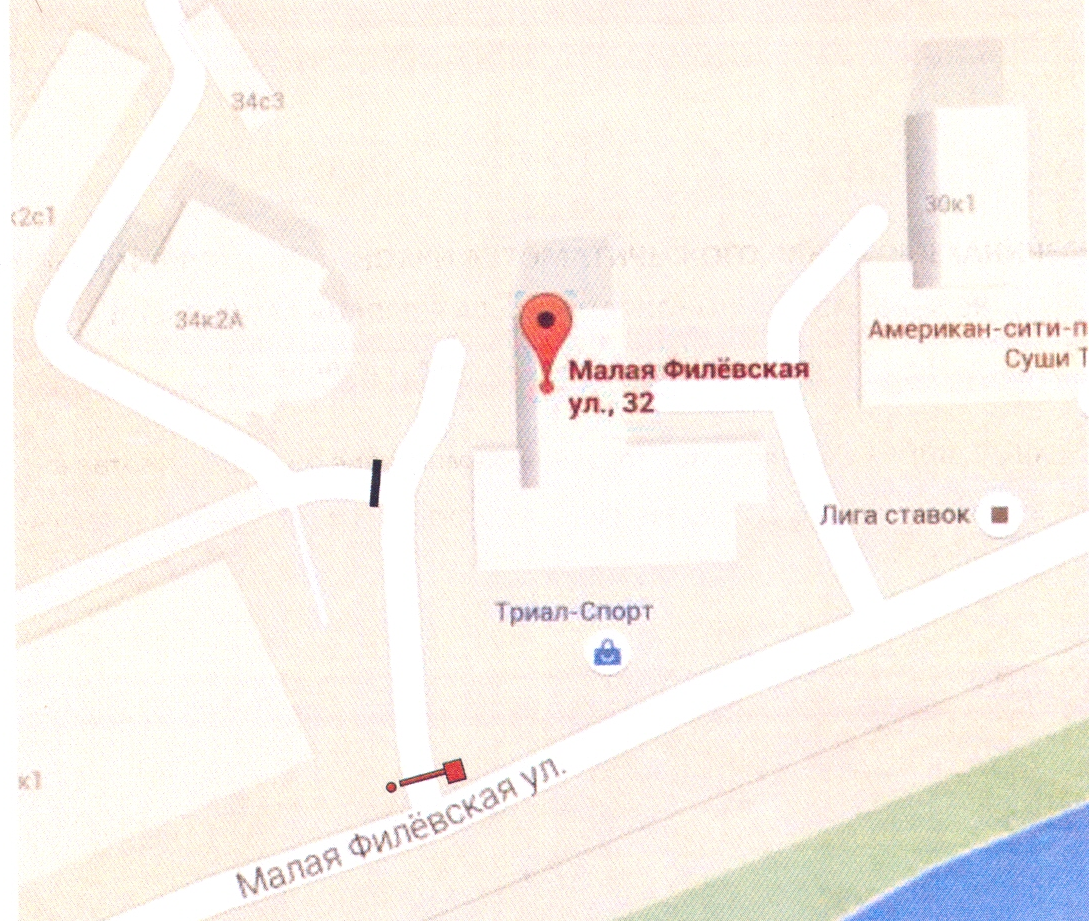 34с3
к2с1
30к1
34к2А
Американ-сити-п
Суши Т
Малая Филёвская
ул., 32
Лига ставок
Триал-Спорт
к1
Малая Филёвская ул.